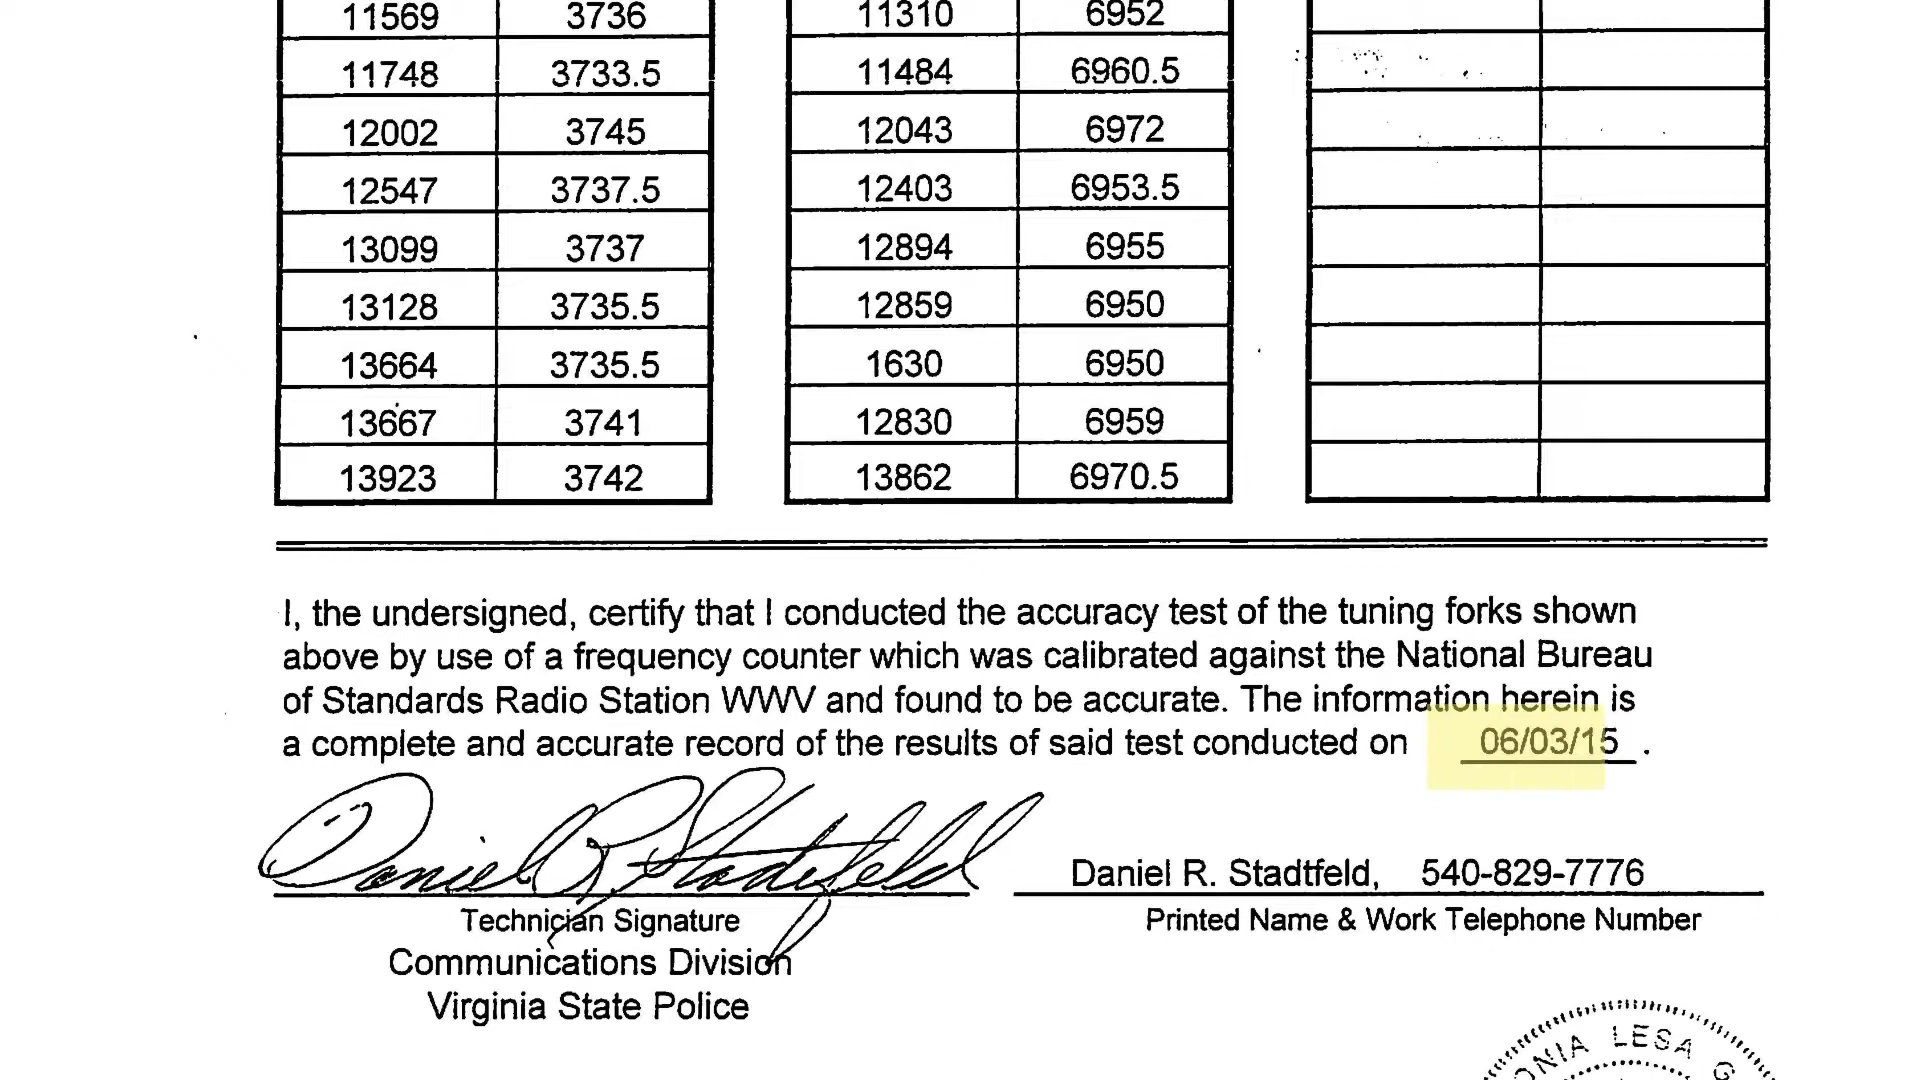 11569 3736 11310 6952
11748 3733.5 11484 6960.5
12002 3745 12043 6972
12547 3737.5 12403 6953.5
13099 3737 12894 6955
13128 3735.5 12859 6950
13664 3735.5 1630 6950
13667 3741 12830 6959
13923 3742 13862 6970.5
I, the undersigned, certify that I conducted the accuracy test of the tuning forks shown
above by use of a frequency counter which was calibrated against the National Bureau
of Standards Radio Station WWV and found to be accurate. The information herein is
a complete and accurate record of the results of said test conducted on 06/03/15 .
Daniel R. Stadtfeld
Daniel R. Stadtfeld, 540-829-7776
Technician Signature
Printed Name & Work Telephone Number
Communications Division
Virginia State Police
LESA